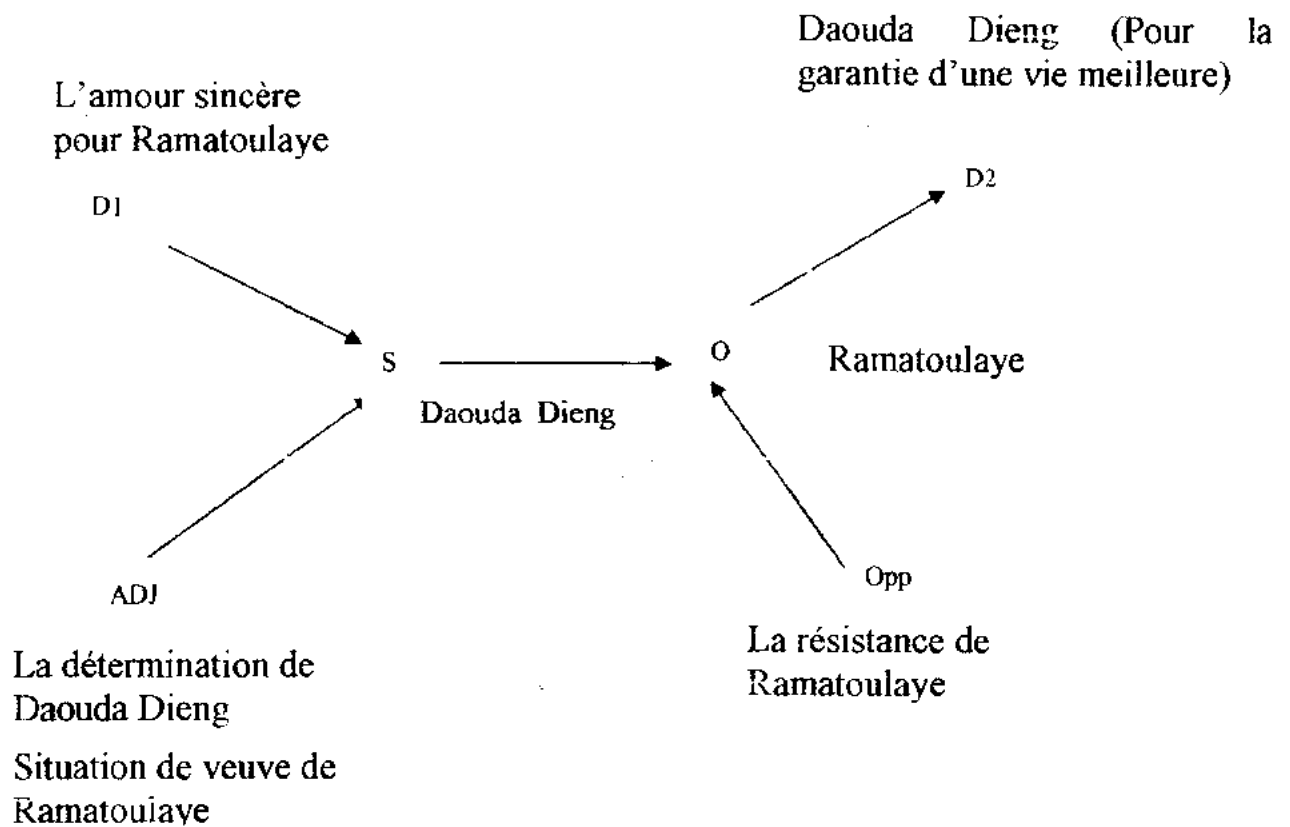 Daouda Dieng (Pour la
garantie d'une vie meilleure)
L'amour sincère
pour Ramatoulaye
D2
D1
S
O
Ramatoulaye
Daouda Dieng
ADJ
Opp
La détermination de
Daouda Dieng
La résistance de
Ramatoulaye
Situation de veuve de
Ramatoulaye